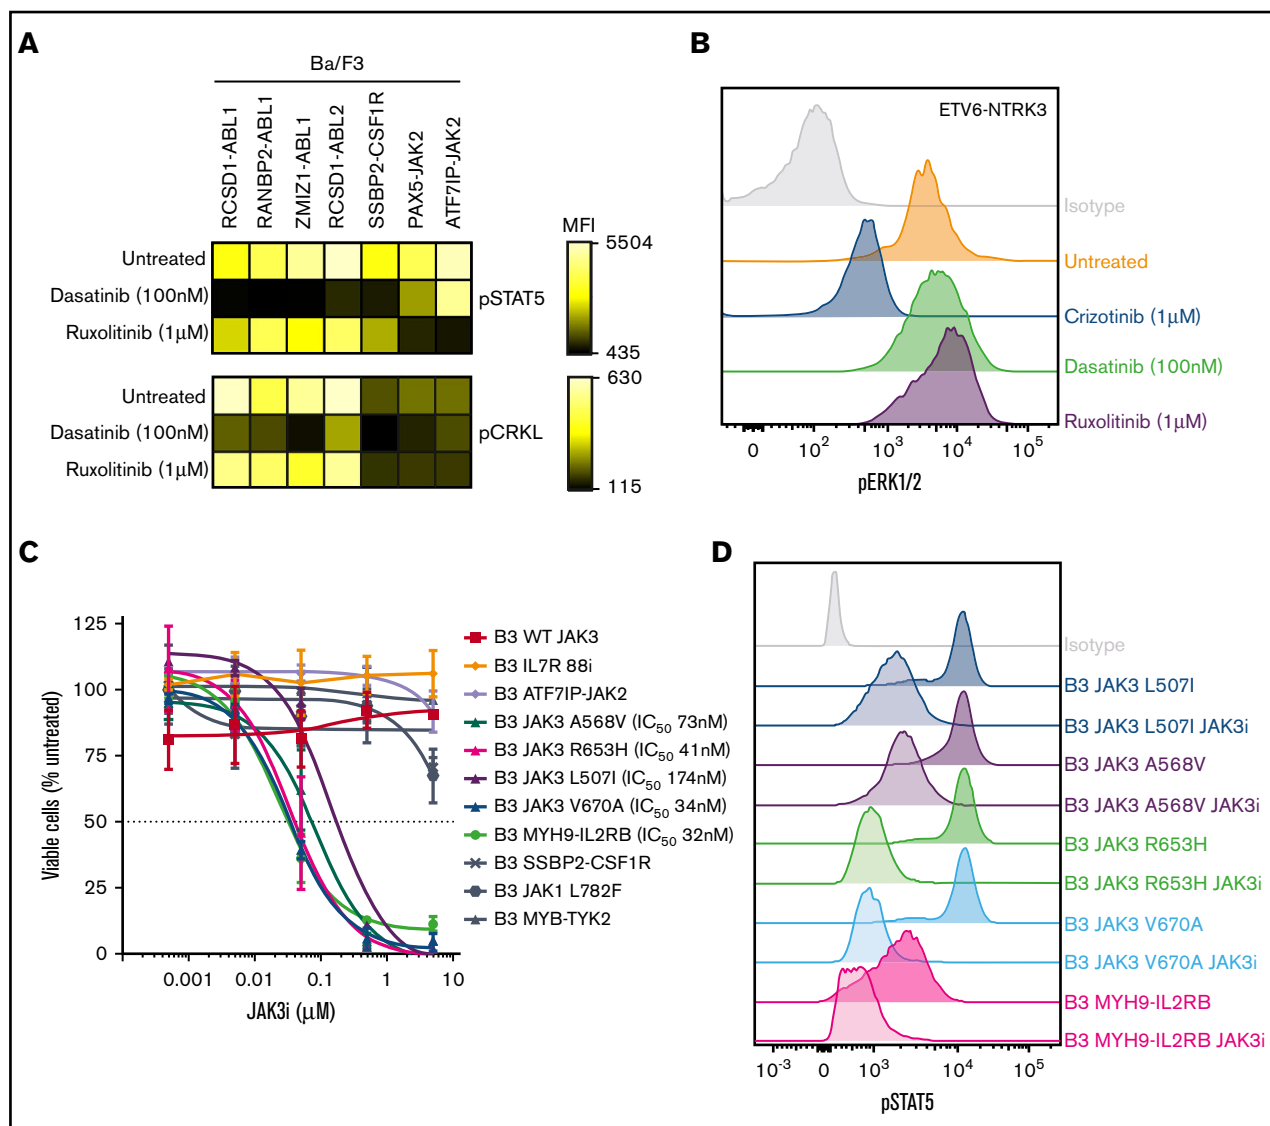 A
Ba/F3
RCSD1-ABL1
RANBP2-ABL1
ZMIZ1-ABL1
RCSD1-ABL2
SSBP2-CSF1R
PAX5-JAK2
ATF7IP-JAK2
MFI
Untreated
Dasatinib (100nM)
Ruxolitinib (1µM)
pSTAT5
5504
435
Untreated
Dasatinib (100nM)
Ruxolitinib (1µM)
pCRKL
630
115
B
ETV6-NTRK3
Isotype
Untreated
Crizotinib (1µM)
Dasatinib (100nM)
Ruxolitinib (1µM)
0 10² 10³ 10⁴ 10⁵
pERK1/2
C
125
100
75
50
25
0
Viable cells (% untreated)
0.001 0.01 0.1 1 10
JAK3i (µM)
B3 WT JAK3
B3 IL7R 88i
B3 ATF7IP-JAK2
B3 JAK3 A568V (IC₅₀ 73nM)
B3 JAK3 R653H (IC₅₀ 41nM)
B3 JAK3 L507I (IC₅₀ 174nM)
B3 JAK3 V670A (IC₅₀ 34nM)
B3 MYH9-IL2RB (IC₅₀ 32nM)
B3 SSBP2-CSF1R
B3 JAK1 L782F
B3 MYB-TYK2
D
Isotype
B3 JAK3 L507I
B3 JAK3 L507I JAK3i
B3 JAK3 A568V
B3 JAK3 A568V JAK3i
B3 JAK3 R653H
B3 JAK3 R653H JAK3i
B3 JAK3 V670A
B3 JAK3 V670A JAK3i
B3 MYH9-IL2RB
B3 MYH9-IL2RB JAK3i
10⁻³ 0 10³ 10⁴ 10⁵
pSTAT5